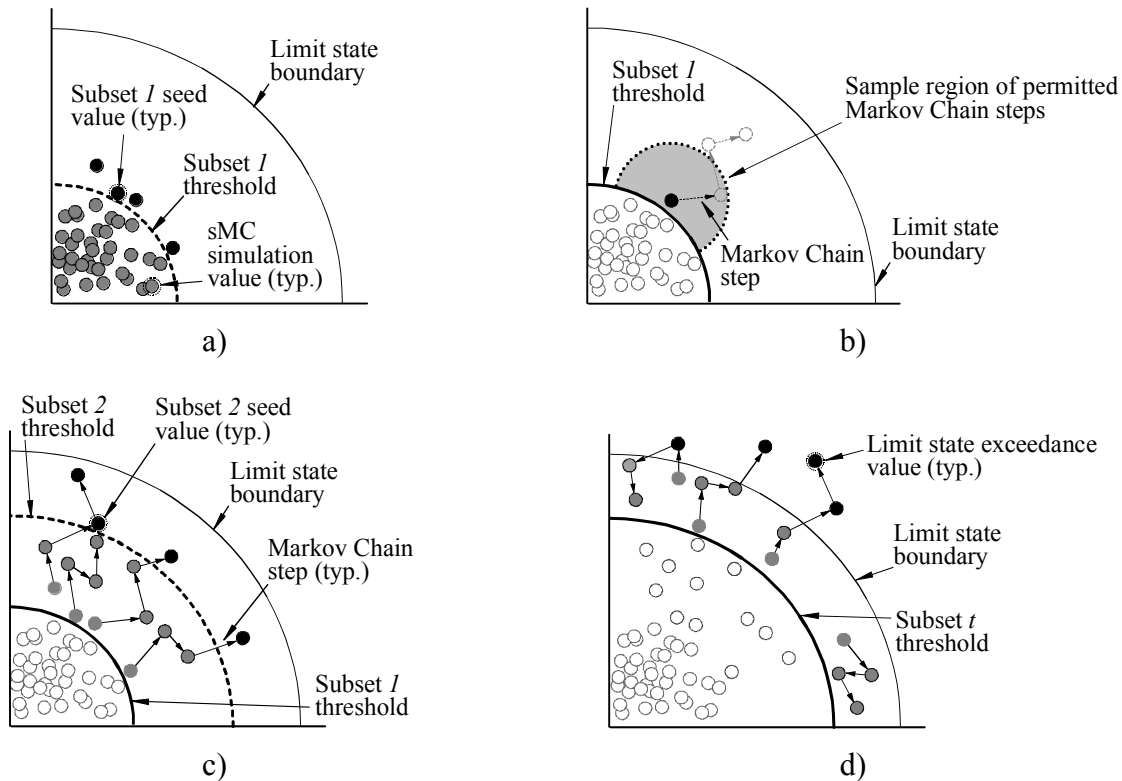 Limit state
boundary
Subset 1 seed
value (typ.)
Subset 1
threshold
sMC
simulation
value (typ.)
a)
Subset 1
threshold
Sample region of permitted
Markov Chain steps
Markov Chain
step
Limit state
boundary
b)
Subset 2
threshold
Subset 2 seed
value (typ.)
Limit state
boundary
Markov Chain
step (typ.)
Subset 1
threshold
c)
Limit state exceedance
value (typ.)
Limit state
boundary
Subset t
threshold
d)